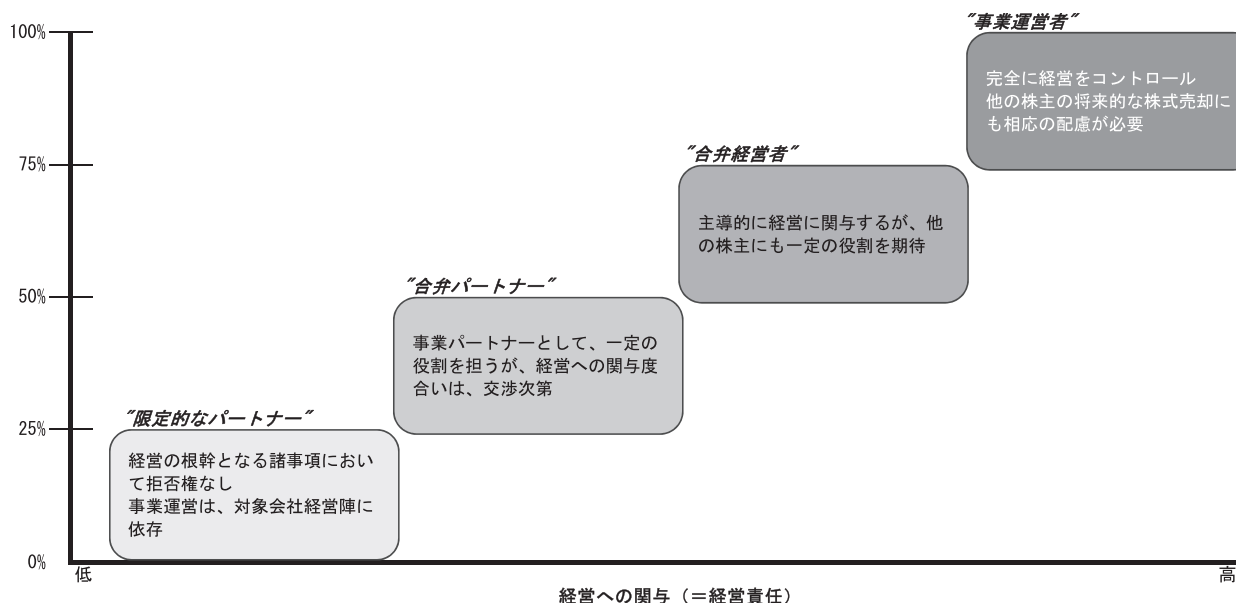 100%
"事業運営者"
完全に経営をコントロール
他の株主の将来的な株式売却に
も相応の配慮が必要
75%
"合弁経営者"
主導的に経営に関与するが、他
の株主にも一定の役割を期待
50%
"合弁パートナー"
事業パートナーとして、一定の
役割を担うが、経営への関与度
合いは、交渉次第
25%
"限定的なパートナー"
経営の根幹となる諸事項におい
て拒否権なし
事業運営は、対象会社経営陣に
依存
0%
低
高
経営への関与（＝経営責任）